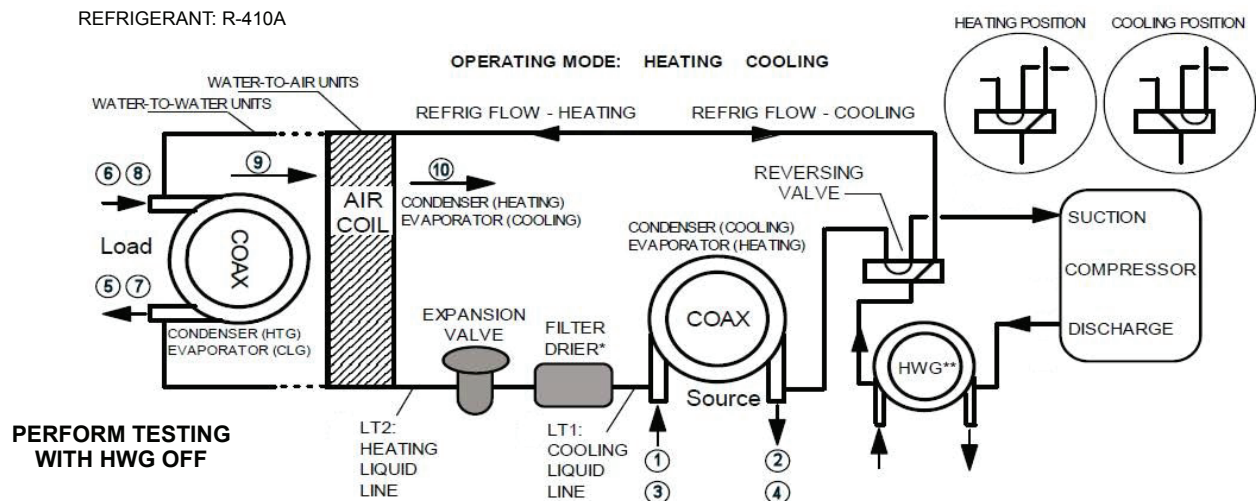 REFRIGERANT: R-410A
HEATING POSITION
COOLING POSITION
OPERATING MODE: HEATING COOLING
WATER-TO-AIR UNITS
WATER-TO-WATER UNITS
REFRIG FLOW - HEATING
REFRIG FLOW - COOLING
6 8
9
10
AIR
COIL
CONDENSER (HEATING)
EVAPORATOR (COOLING)
REVERSING
VALVE
CONDENSER (COOLING)
EVAPORATOR (HEATING)
SUCTION
COMPRESSOR
DISCHARGE
Load
COAX
5 7
CONDENSER (HTG)
EVAPORATOR (CLG)
EXPANSION
VALVE
FILTER
DRIER*
COAX
Source
HWG**
PERFORM TESTING
WITH HWG OFF
LT2:
HEATING
LIQUID
LINE
LT1:
COOLING
LIQUID
LINE
1
3
2
4